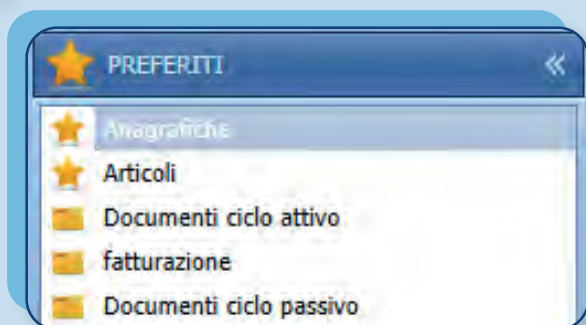 PREFERITI
Anagrafiche
Articoli
Documenti ciclo attivo
fatturazione
Documenti ciclo passivo